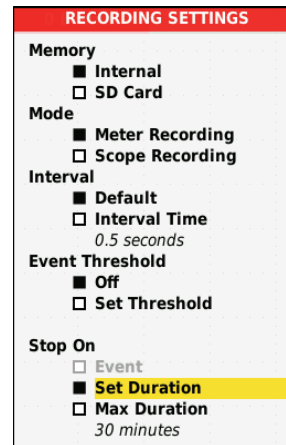 RECORDING SETTINGS
Memory
Internal
SD Card
Mode
Meter Recording
Scope Recording
Interval
Default
Interval Time
0.5 seconds
Event Threshold
Off
Set Threshold
Stop On
Event
Set Duration
Max Duration
30 minutes